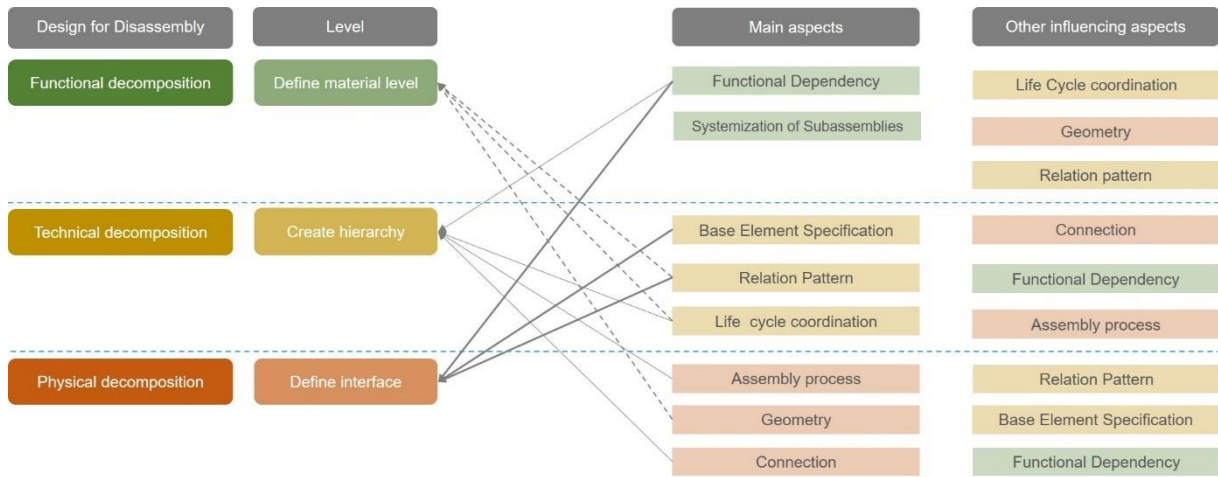 Design for Disassembly
Level
Main aspects
Other influencing aspects
Functional decomposition
Define material level
Functional Dependency
Systemization of Subassemblies
Life Cycle coordination
Geometry
Relation pattern
Technical decomposition
Create hierarchy
Base Element Specification
Relation Pattern
Life cycle coordination
Connection
Functional Dependency
Assembly process
Physical decomposition
Define interface
Assembly process
Geometry
Connection
Relation Pattern
Base Element Specification
Functional Dependency